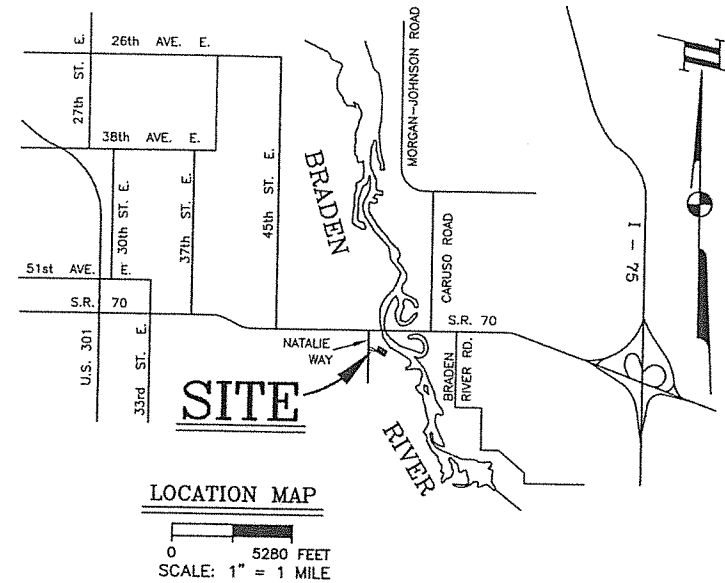 26th AVE. E.
27th ST. E.
MORGAN-JOHNSON ROAD
38th AVE. E.
30th ST. E.
37th ST. E.
45th ST. E.
BRADEN
CARUSO ROAD
I - 75
51st AVE. E.
S.R. 70
S.R. 70
U.S. 301
33rd ST. E.
NATALIE
WAY
BRADEN
RIVER RD.
SITE
RIVER
LOCATION MAP
0 5280 FEET
SCALE: 1" = 1 MILE